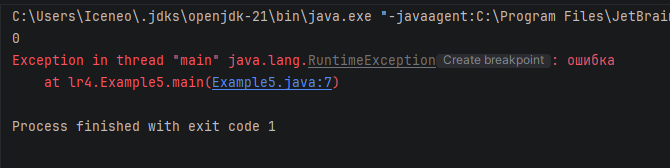 C:\Users\Iceneo\.jdks\openjdk-21\bin\java.exe "-javaagent:C:\Program Files\JetBrai
0
Exception in thread "main" java.lang.RuntimeException Create breakpoint : ошибка
at lr4.Example5.main(Example5.java:7)
Process finished with exit code 1